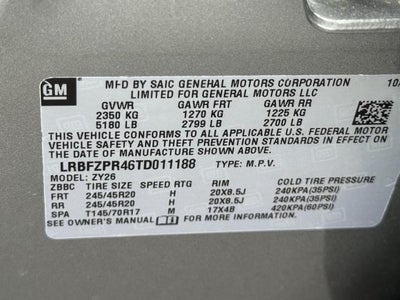 GM
MFD BY SAIC GENERAL MOTORS CORPORATION 10/
LIMITED FOR GENERAL MOTORS LLC
GVWR GAWR FRT GAWR RR
2350 KG 1270 KG 1225 KG
5180 LB 2799 LB 2700 LB
THIS VEHICLE CONFORMS TO ALL APPLICABLE U.S. FEDERAL MOTOR
VEHICLE SAFETY AND THEFT PREVENTION STANDARDS IN EFFECT ON
THE DATE OF MANUFACTURE SHOWN ABOVE.
LRBFZPR46TD011188 TYPE: M.P.V.
MODEL: ZY26
ZBBC TIRE SIZE SPEED RTG RIM COLD TIRE PRESSURE
FRT 245/45R20 H 20X8.5J 240KPA(35PSI)
RR 245/45R20 H 20X8.5J 240KPA(35PSI)
SPA T145/70R17 M 17X4B 420KPA(60PSI)
SEE OWNER'S MANUAL FOR MORE INFORMATION.